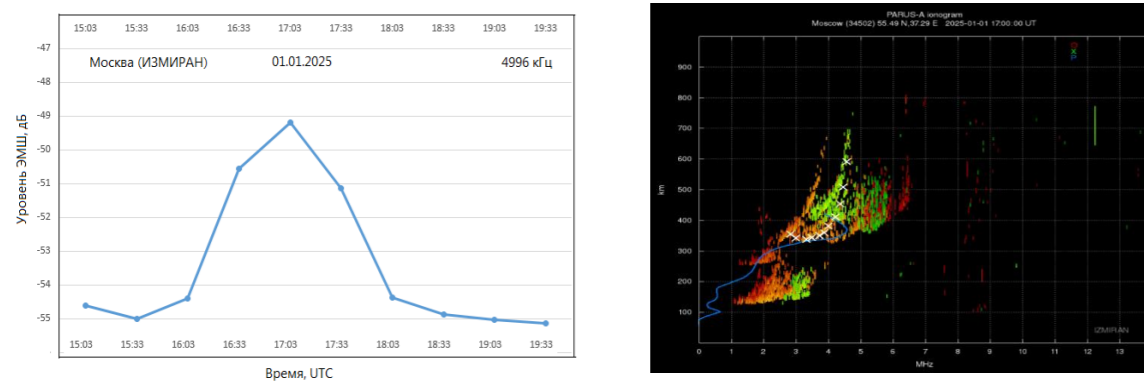 15:03 15:33 16:03 16:33 17:03 17:33 18:03 18:33 19:03 19:33
-47
Москва (ИЗМИРАН) 01.01.2025 4996 кГц
-48
-49
-50
-51
-52
-53
-54
-55
Уровень ЭМШ, дБ
15:03 15:33 16:03 16:33 17:03 17:33 18:03 18:33 19:03 19:33
Время, UTC
PARUS-A ionogram
Moscow (34502) 55.49 N,37.29 E 2025-01-01 17:00:00 UT
O
X
900
800
700
600
500
400
300
200
100
km
IZMIRAN
0 1 2 3 4 5 6 7 8 9 10 11 12 13
MHz